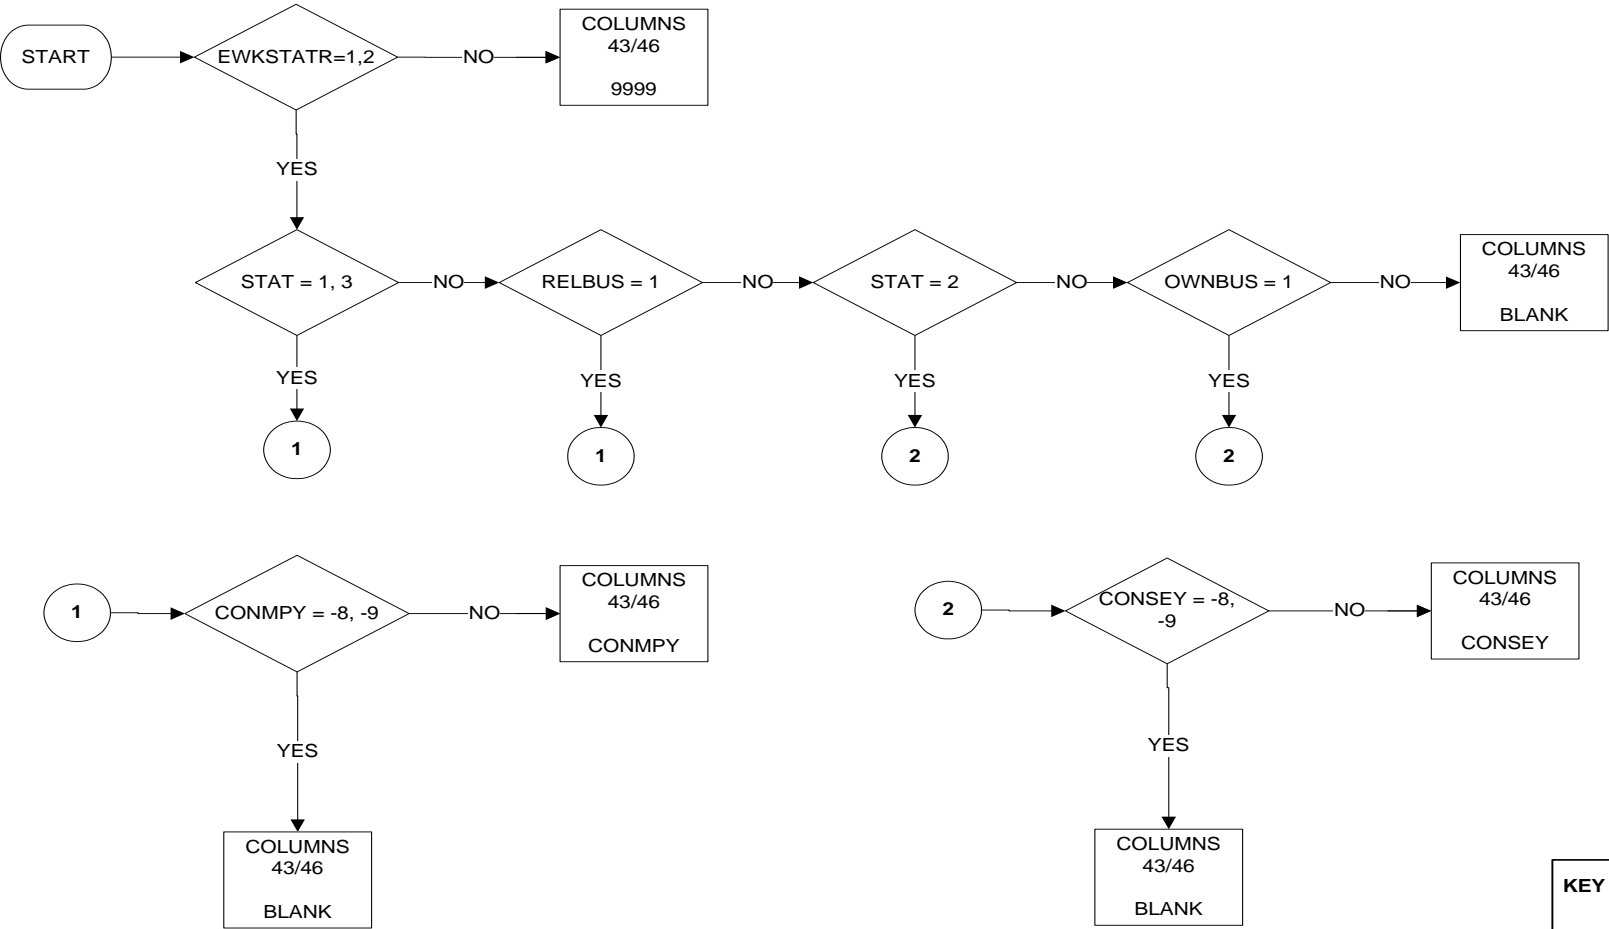 START
EWKSTATR=1,2
NO
COLUMNS
43/46
9999
YES
STAT = 1, 3
NO
RELBUS = 1
NO
STAT = 2
NO
OWNBUS = 1
NO
COLUMNS
43/46
BLANK
YES
YES
YES
YES
1
1
2
2
1
CONMPY = -8, -9
NO
COLUMNS
43/46
CONMPY
YES
COLUMNS
43/46
BLANK
2
CONSEY = -8,
-9
NO
COLUMNS
43/46
CONSEY
YES
COLUMNS
43/46
BLANK
KEY